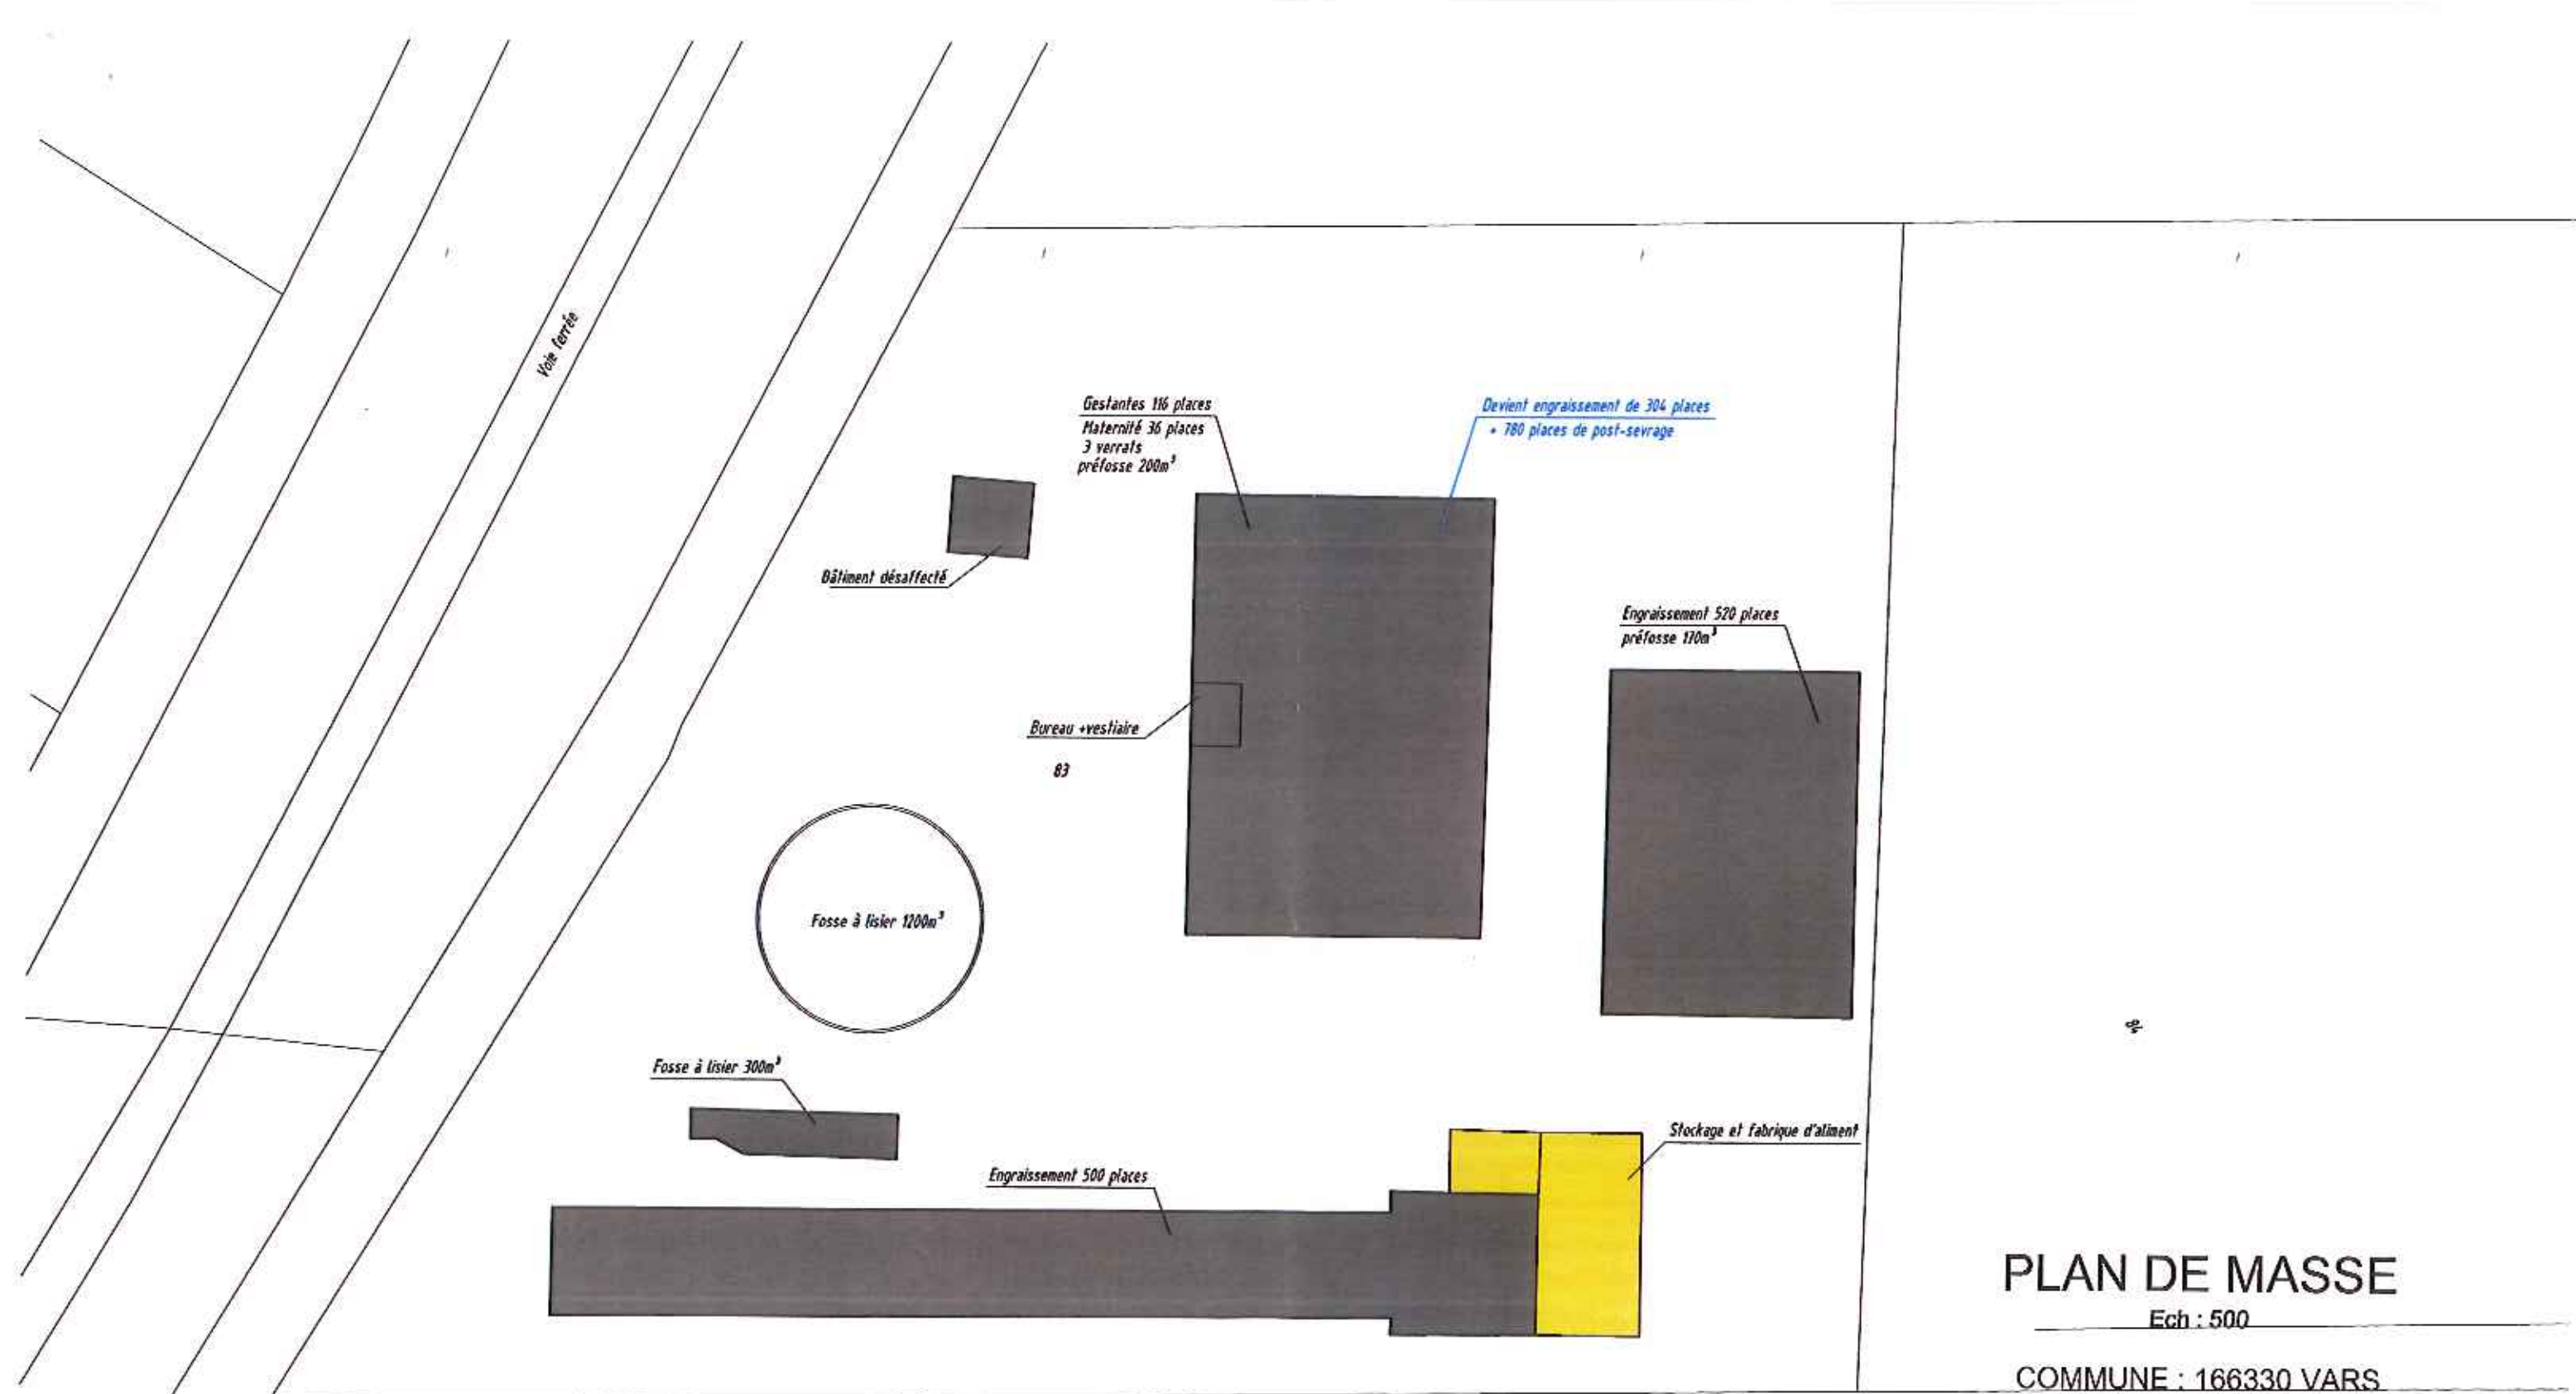 Voie ferrée
Gestantes 116 places
Maternité 36 places
3 verrats
préfosse 200m³
Devient engraissement de 304 places
+ 780 places de post-sevrage
Bâtiment désaffecté
Engraissement 520 places
préfosse 170m³
Bureau +vestiaire
83
Fosse à lisier 1200m³
Fosse à lisier 300m³
Stockage et fabrique d'aliment
Engraissement 500 places
PLAN DE MASSE
Ech : 500
COMMUNE : 166330 VARS